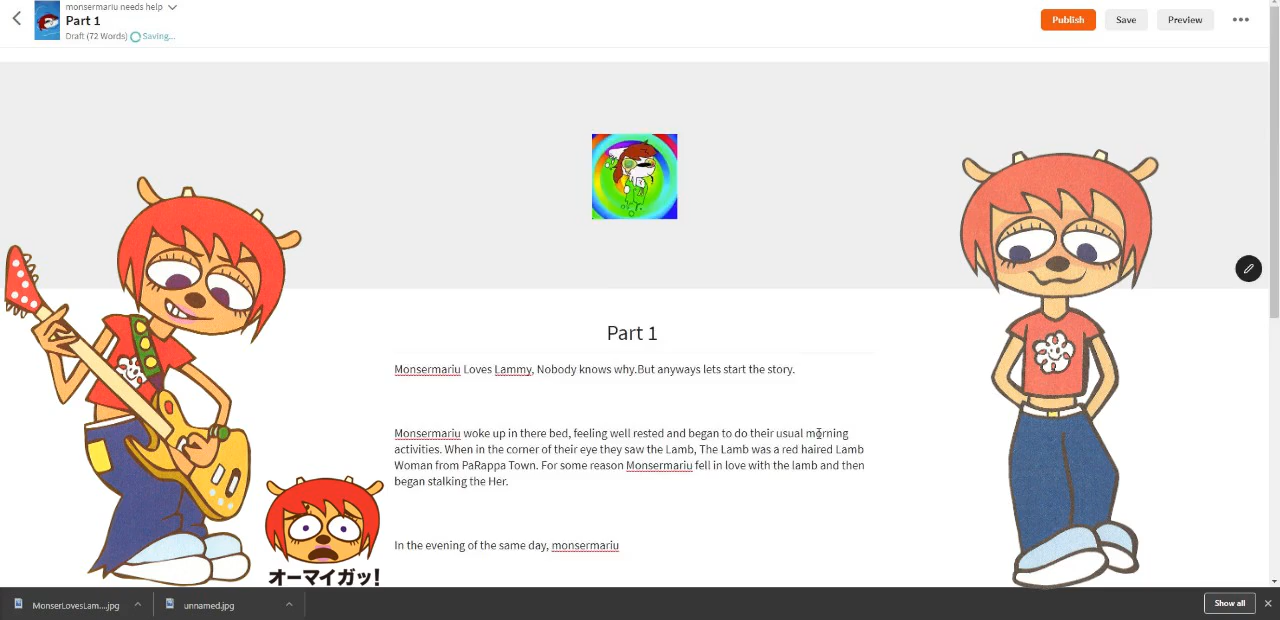 monsermariu needs help
Part 1
Draft (72 Words) Saving...
Publish
Save
Preview
Part 1
Monsermariu Loves Lammy, Nobody knows why.But anyways lets start the story.
Monsermariu woke up in there bed, feeling well rested and began to do their usual morning
activities. When in the corner of their eye they saw the Lamb, The Lamb was a red haired Lamb
Woman from PaRappa Town. For some reason Monsermariu fell in love with the lamb and then
began stalking the Her.
In the evening of the same day, monsermariu
オーマイガッ!
MonserLovesLam....jpg
unnamed.jpg
Show all